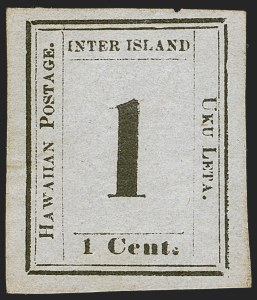 INTER ISLAND
HAWAIIAN POSTAGE.
1
UKU LETA.
1 Cent.